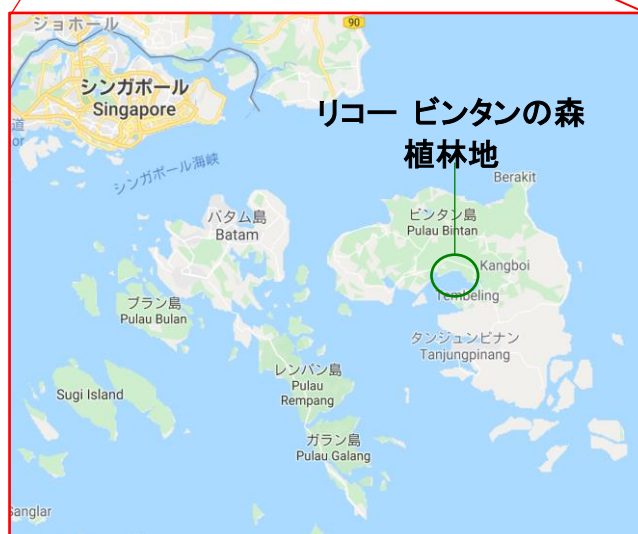 ジョホール
90
シンガポール
Singapore
道
or
シンガポール海峡
リコー ビンタンの森
植林地
Berakit
バタム島
Batam
ビンタン島
Pulau Bintan
Kangboi
Tembeling
ブラン島
Pulau Bulan
タンジュンピナン
Tanjungpinang
レンパン島
Pulau
Rempang
Sugi Island
ガラン島
Pulau Galang
Sanglar